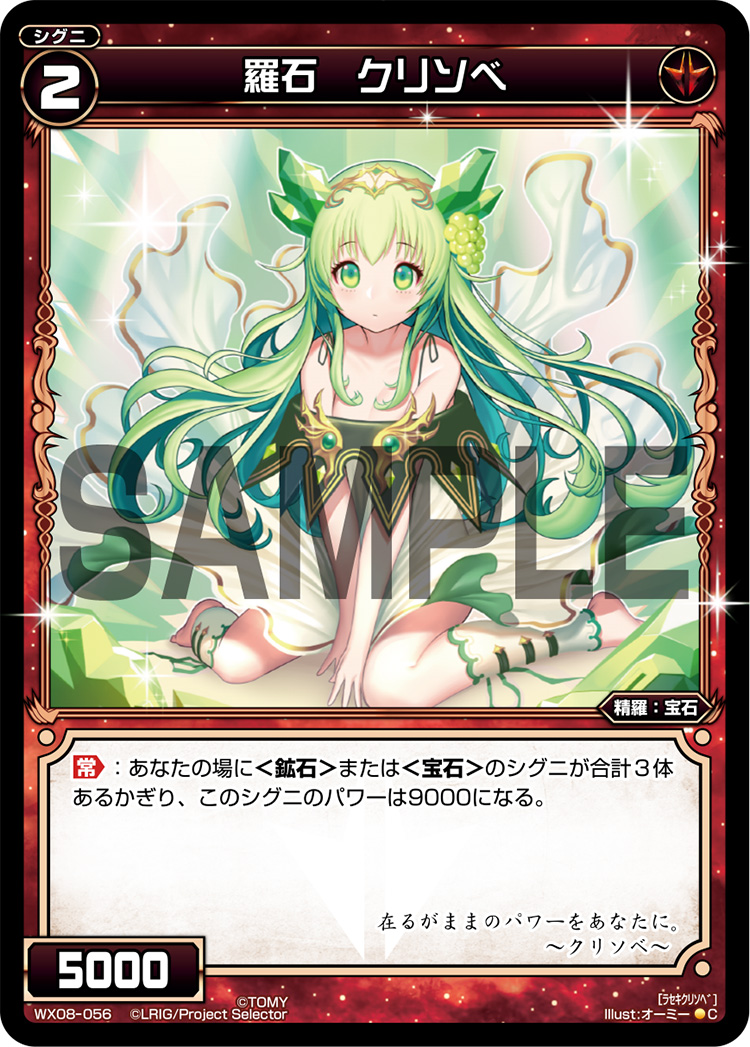 シグニ
2
羅石　クリソベ
SAMPLE
精羅：宝石
常：あなたの場に＜鉱石＞または＜宝石＞のシグニが合計３体
あるかぎり、このシグニのパワーは9000になる。
在るがままのパワーをあなたに。
～クリソベ～
5000
[ﾗｾｷｸﾘｿﾍﾞ]
WX08-056 ©LRIG/Project Selector
©TOMY
Illust:オーミー C